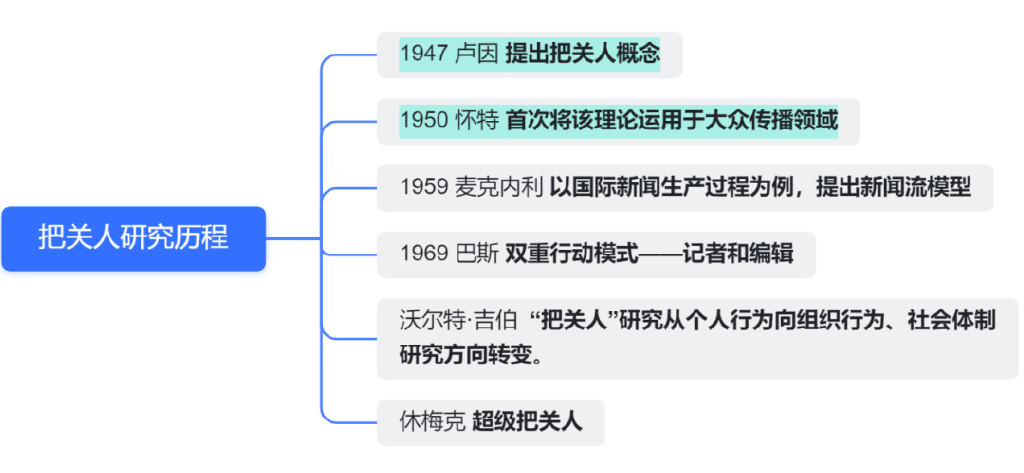 把关人研究历程
1947 卢因 提出把关人概念
1950 怀特 首次将该理论运用于大众传播领域
1959 麦克内利 以国际新闻生产过程为例，提出新闻流模型
1969 巴斯 双重行动模式——记者和编辑
沃尔特·吉伯 “把关人”研究从个人行为向组织行为、社会体制
研究方向转变。
休梅克 超级把关人